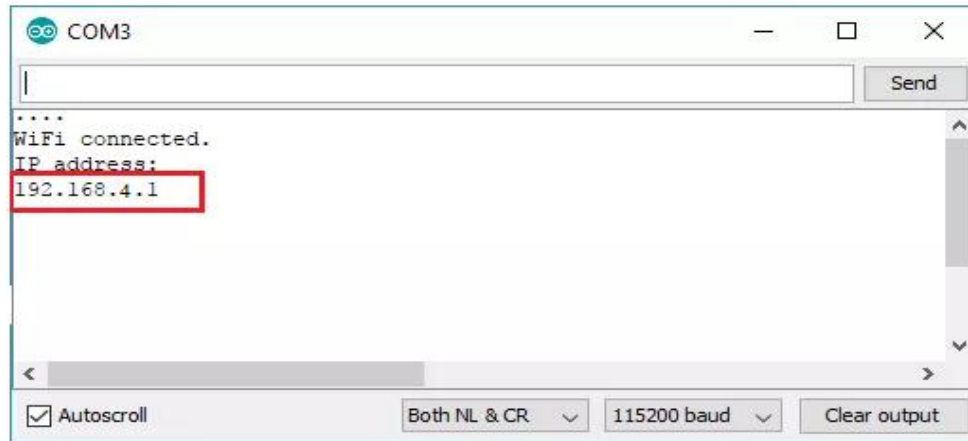 COM3
Send
....
WiFi connected.
IP address:
192.168.4.1
Autoscroll
Both NL & CR
115200 baud
Clear output